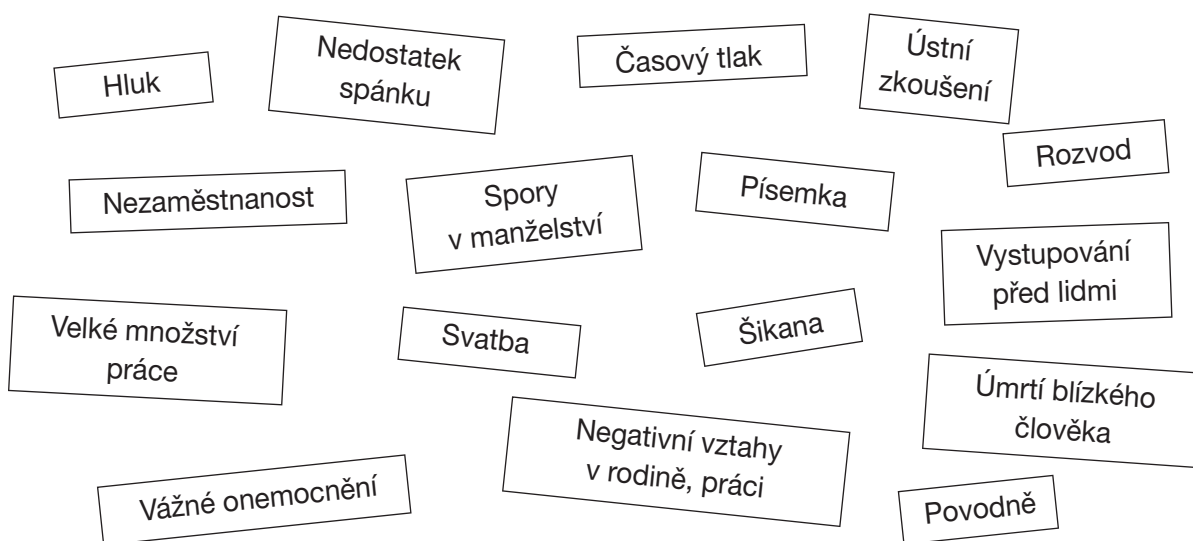 Hluk
Nedostatek
spánku
Časový tlak
Ústní
zkoušení
Rozvod
Nezaměstnanost
Spory
v manželství
Písemka
Vystupování
před lidmi
Velké množství
práce
Svatba
Šikana
Úmrtí blízkého
člověka
Negativní vztahy
v rodině, práci
Vážné onemocnění
Povodně